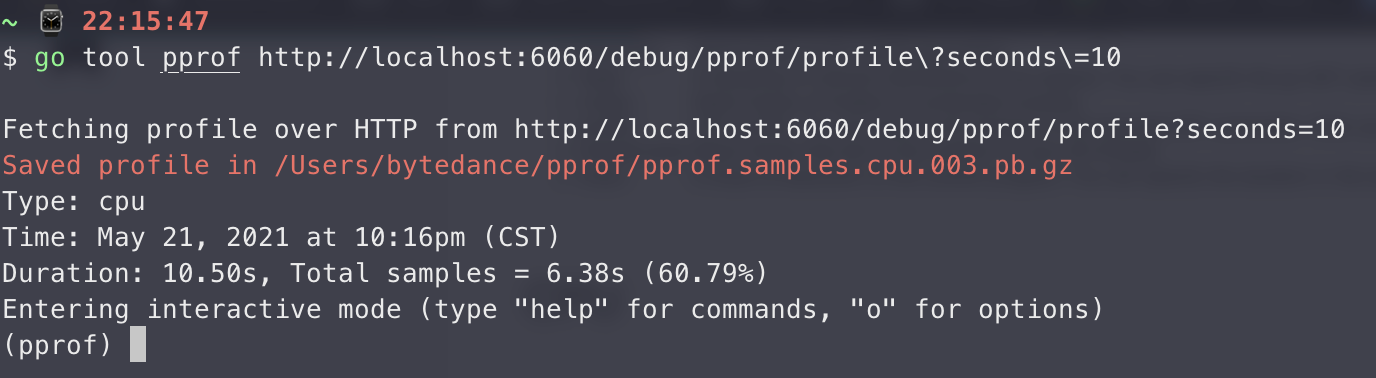 ~ ⌚ 22:15:47
$ go tool pprof http://localhost:6060/debug/pprof/profile\?seconds\=10
Fetching profile over HTTP from http://localhost:6060/debug/pprof/profile?seconds=10
Saved profile in /Users/bytedance/pprof/pprof.samples.cpu.003.pb.gz
Type: cpu
Time: May 21, 2021 at 10:16pm (CST)
Duration: 10.50s, Total samples = 6.38s (60.79%)
Entering interactive mode (type "help" for commands, "o" for options)
(pprof)